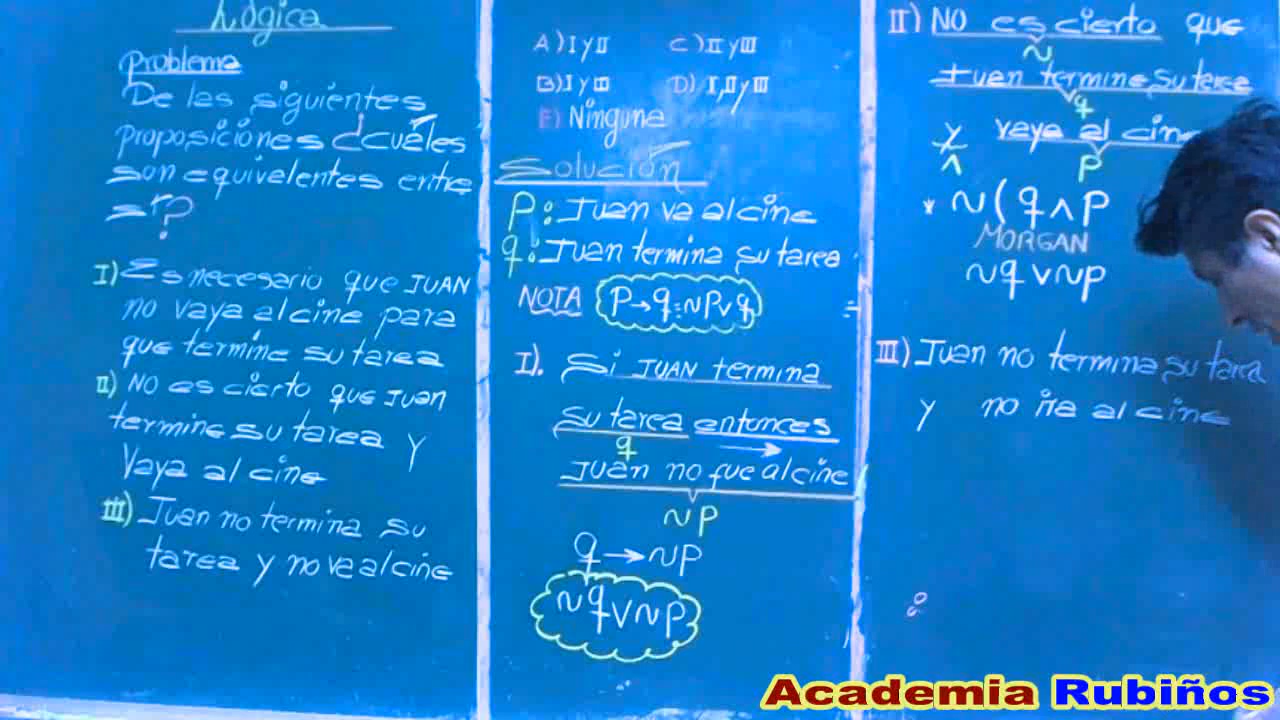 Lógica
Problema
De las siguientes
proposiciones ¿cuáles
son equivalentes entre
sí?
I) Es necesario que JUAN
no vaya al cine para
que termine su tarea
II) NO es cierto que Juan
termine su tarea y
Vaya al cine
III) Juan no termina su
tarea y no va al cine
A) I y II C) II y III
B) I y III D) I, II y III
E) Ninguna
Solución
P: Juan va al cine
q: Juan termina su tarea
NOTA P→q≡~P∨q
I). Si JUAN termina
su tarea entonces
q →
Juan no fue al cine
~P
q→~P
~q∨~p
II) NO es cierto que
~
Juan termine su tarea
q
y vaya al cine
∧ P
* ~(q∧P
MORGAN
~q∨~p
III) Juan no termina su tarea
y no ira al cine
Academia Rubiños